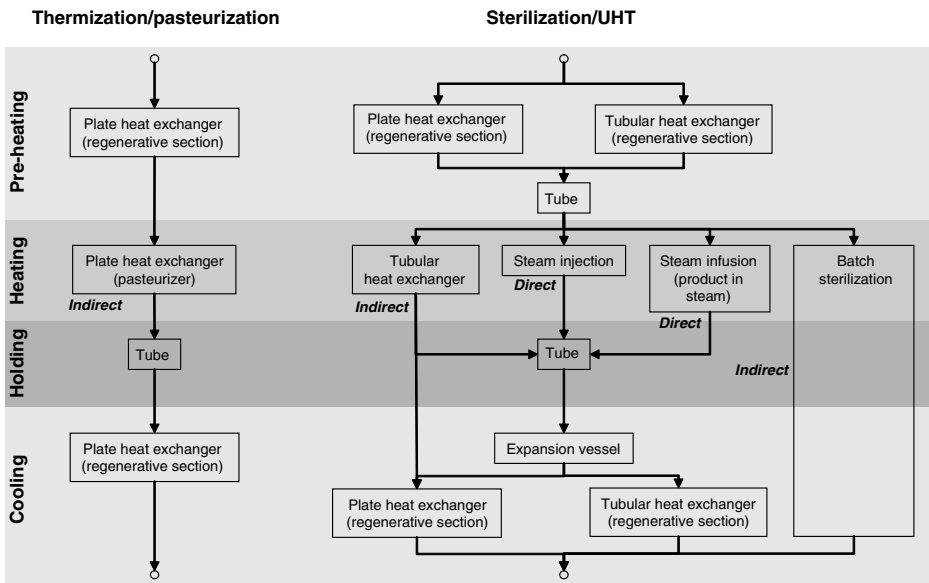 Thermization/pasteurization
Sterilization/UHT
Pre-heating
Plate heat exchanger
(regenerative section)
Plate heat exchanger
(regenerative section)
Tubular heat exchanger
(regenerative section)
Tube
Heating
Plate heat exchanger
(pasteurizer)
Indirect
Tubular
heat exchanger
Indirect
Steam injection
Direct
Steam infusion
(product in
steam)
Direct
Batch
sterilization
Indirect
Holding
Tube
Tube
Cooling
Plate heat exchanger
(regenerative section)
Expansion vessel
Plate heat exchanger
(regenerative section)
Tubular heat exchanger
(regenerative section)